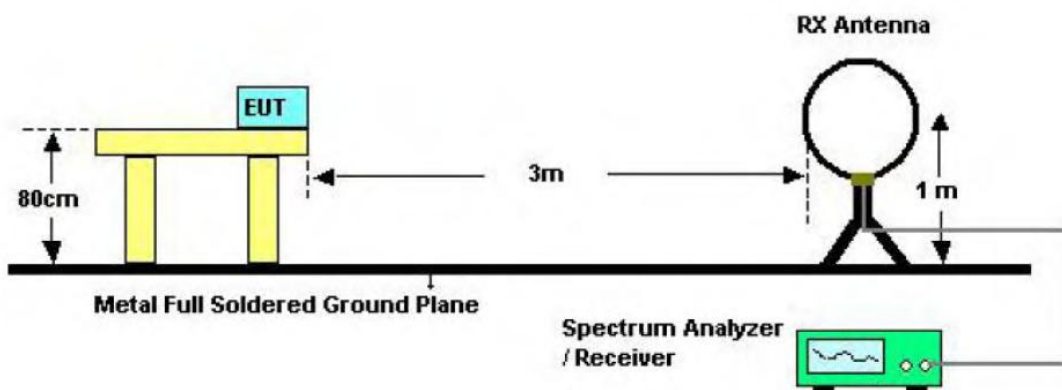 RX Antenna
EUT
3m
80cm
1 m
Metal Full Soldered Ground Plane
Spectrum Analyzer
/ Receiver